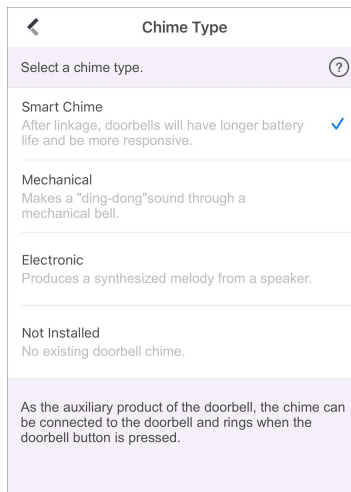 Chime Type
Select a chime type.
?
Smart Chime
After linkage, doorbells will have longer battery
life and be more responsive.
Mechanical
Makes a "ding-dong"sound through a
mechanical bell.
Electronic
Produces a synthesized melody from a speaker.
Not Installed
No existing doorbell chime.
As the auxiliary product of the doorbell, the chime can
be connected to the doorbell and rings when the
doorbell button is pressed.